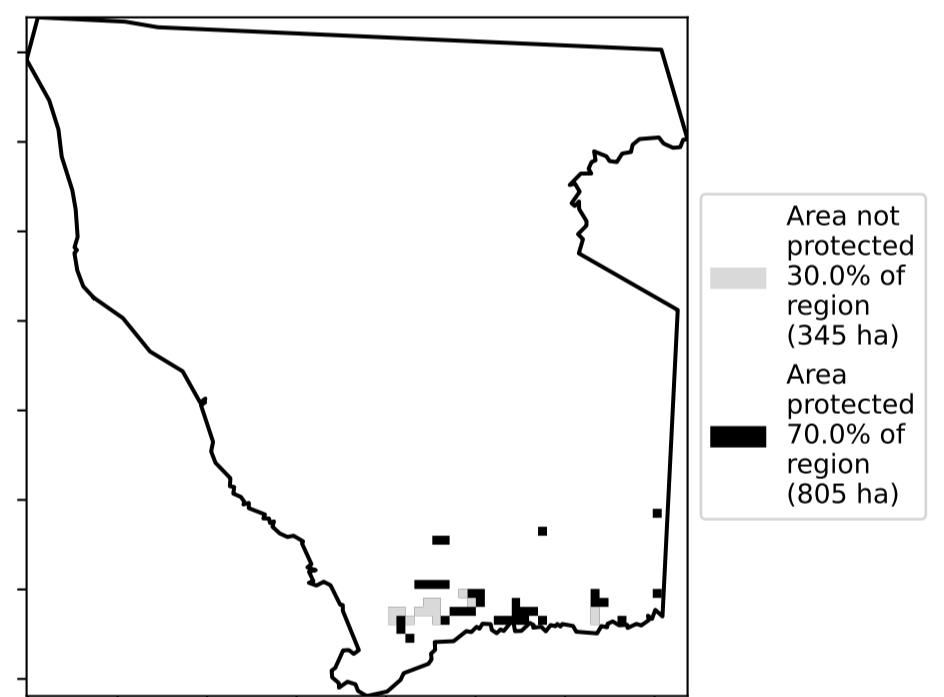 Area not
protected
30.0% of
region
(345 ha)
Area
protected
70.0% of
region
(805 ha)